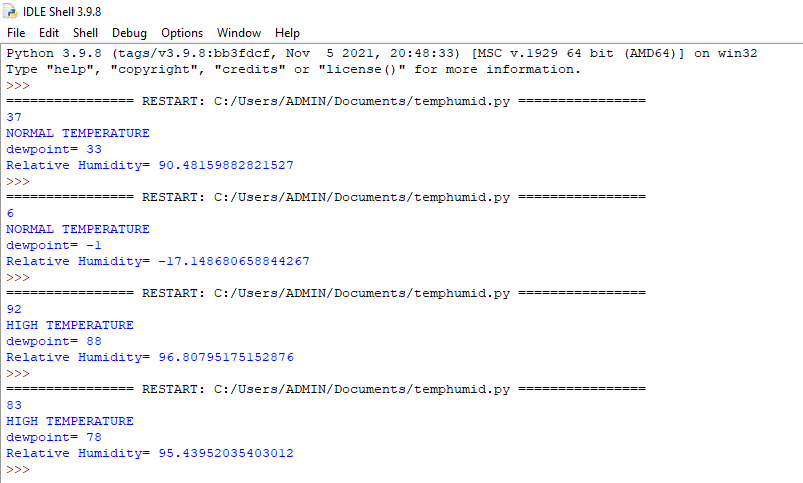 IDLE Shell 3.9.8
File Edit Shell Debug Options Window Help
Python 3.9.8 (tags/v3.9.8:bb3fdcf, Nov  5 2021, 20:48:33) [MSC v.1929 64 bit (AMD64)] on win32
Type "help", "copyright", "credits" or "license()" for more information.
>>>
================ RESTART: C:/Users/ADMIN/Documents/temphumid.py ================
37
NORMAL TEMPERATURE
dewpoint= 33
Relative Humidity= 90.48159882821527
>>>
================ RESTART: C:/Users/ADMIN/Documents/temphumid.py ================
6
NORMAL TEMPERATURE
dewpoint= -1
Relative Humidity= -17.148680658844267
>>>
================ RESTART: C:/Users/ADMIN/Documents/temphumid.py ================
92
HIGH TEMPERATURE
dewpoint= 88
Relative Humidity= 96.80795175152876
>>>
================ RESTART: C:/Users/ADMIN/Documents/temphumid.py ================
83
HIGH TEMPERATURE
dewpoint= 78
Relative Humidity= 95.43952035403012
>>>